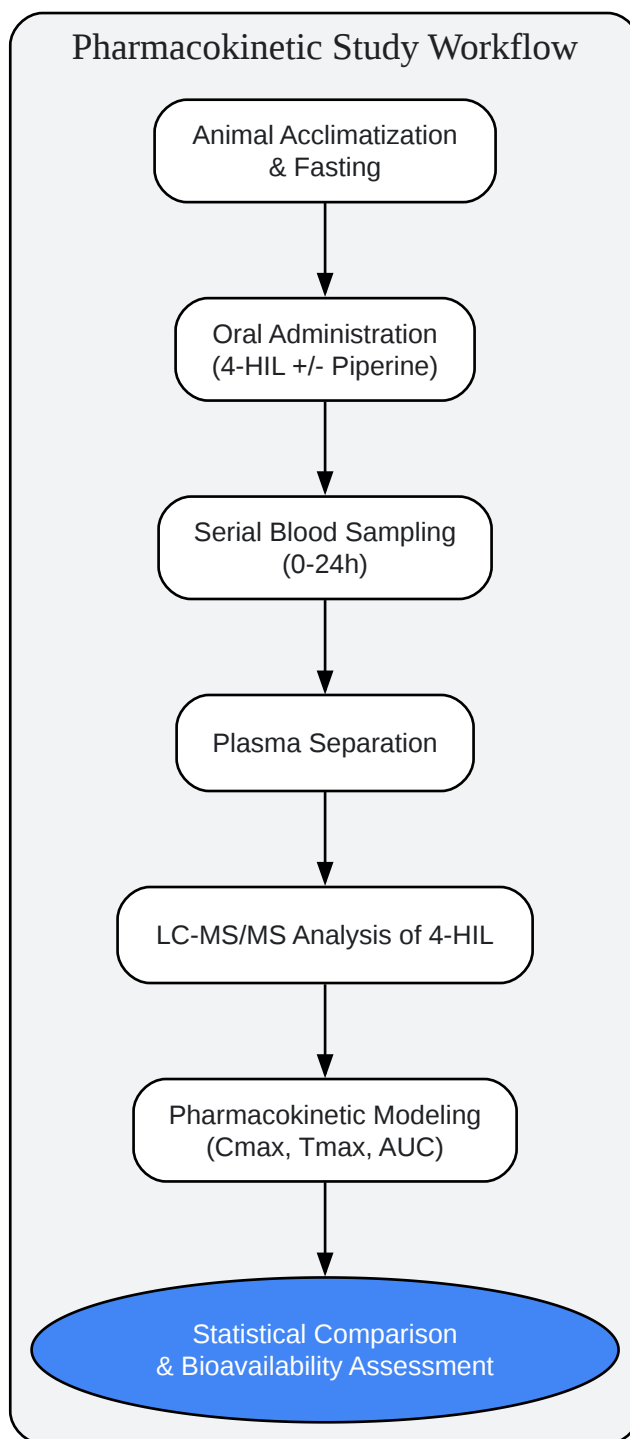 Pharmacokinetic Study Workflow
Animal Acclimatization
& Fasting
Oral Administration
(4-HIL +/- Piperine)
Serial Blood Sampling
(0-24h)
Plasma Separation
LC-MS/MS Analysis of 4-HIL
Pharmacokinetic Modeling
(Cmax, Tmax, AUC)
Statistical Comparison
& Bioavailability Assessment